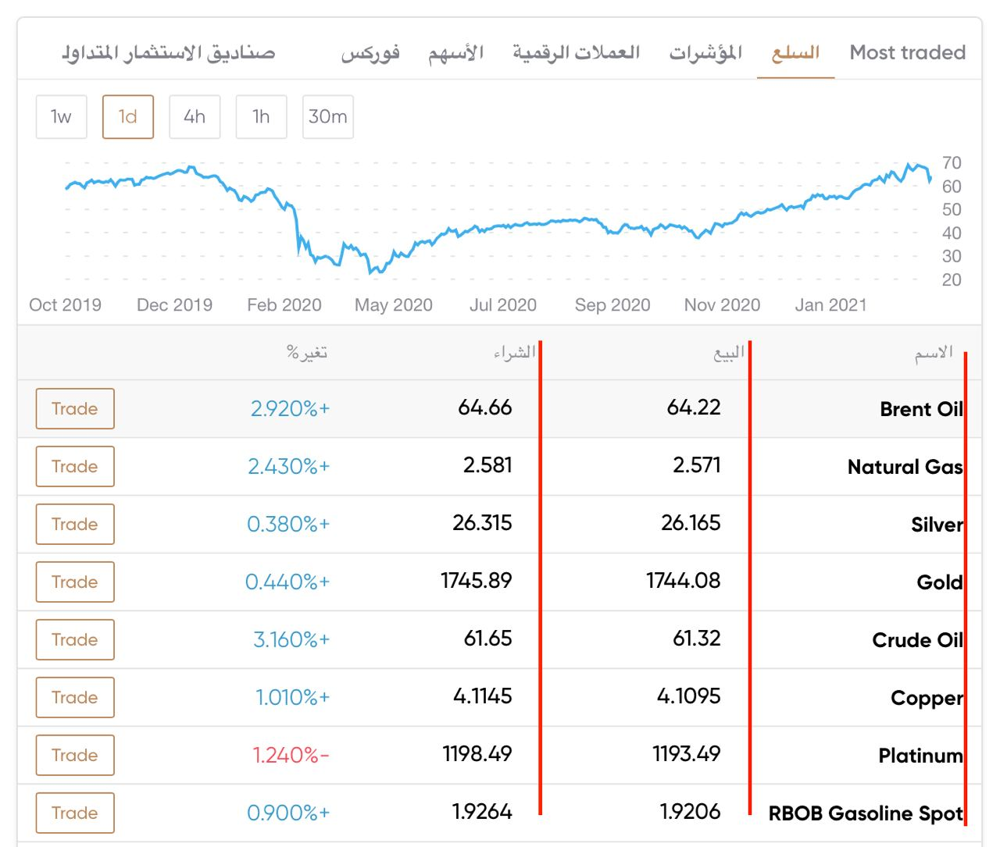 Most traded السلع المؤشرات العملات الرقمية الأسهم فوركس صناديق الاستثمار المتداول
1w 1d 4h 1h 30m
70
60
50
40
30
20
Oct 2019 Dec 2019 Feb 2020 May 2020 Jul 2020 Sep 2020 Nov 2020 Jan 2021
الاسم البيع الشراء تغير%
Brent Oil 64.22 64.66 2.920%+ Trade
Natural Gas 2.571 2.581 2.430%+ Trade
Silver 26.165 26.315 0.380%+ Trade
Gold 1744.08 1745.89 0.440%+ Trade
Crude Oil 61.32 61.65 3.160%+ Trade
Copper 4.1095 4.1145 1.010%+ Trade
Platinum 1193.49 1198.49 1.240%- Trade
RBOB Gasoline Spot 1.9206 1.9264 0.900%+ Trade